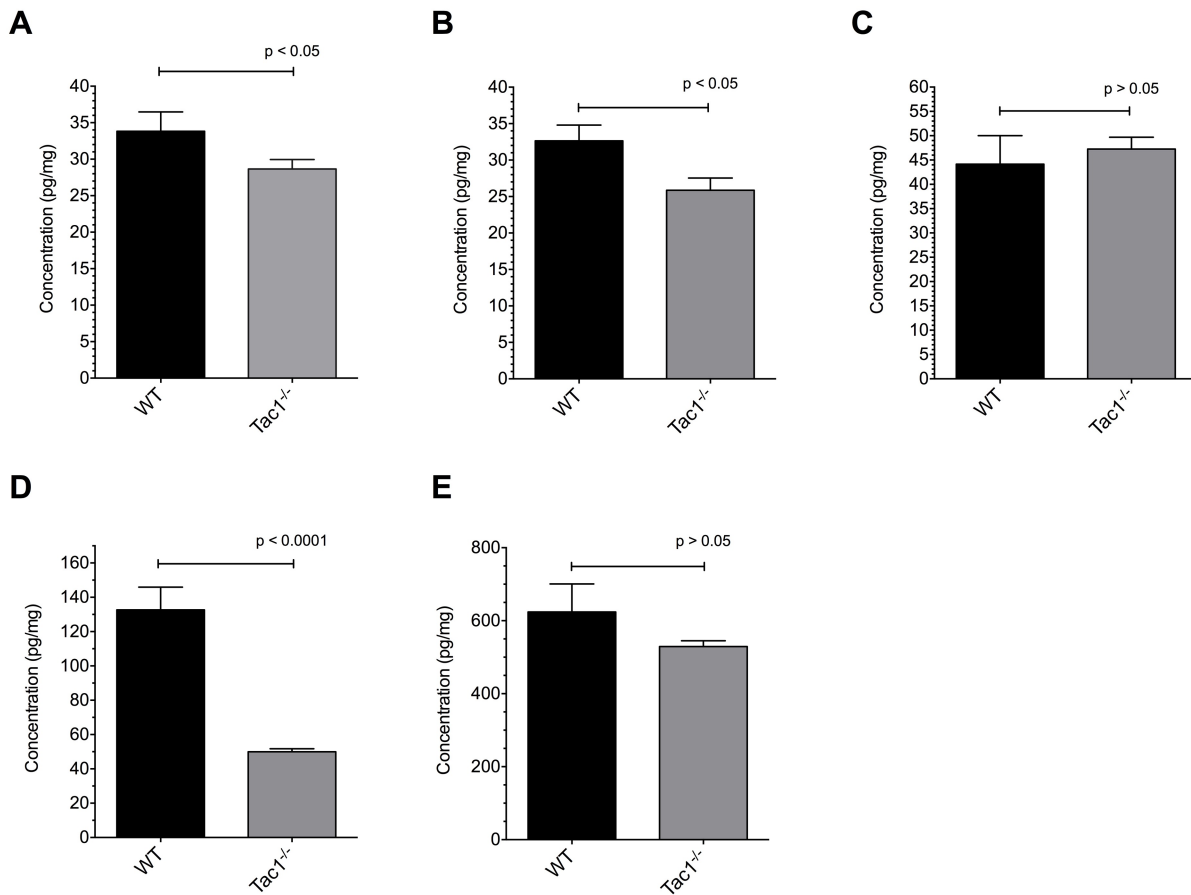 A
p < 0.05
Concentration (pg/mg)
40
35
30
25
20
15
10
5
0
WT
Tac1-/-
B
p < 0.05
Concentration (pg/mg)
40
35
30
25
20
15
10
5
0
WT
Tac1-/-
C
p > 0.05
Concentration (pg/mg)
60
55
50
45
40
35
30
25
20
15
10
5
0
WT
Tac1-/-
D
p < 0.0001
Concentration (pg/mg)
160
140
120
100
80
60
40
20
0
WT
Tac1-/-
E
p > 0.05
Concentration (pg/mg)
800
600
400
200
0
WT
Tac1-/-